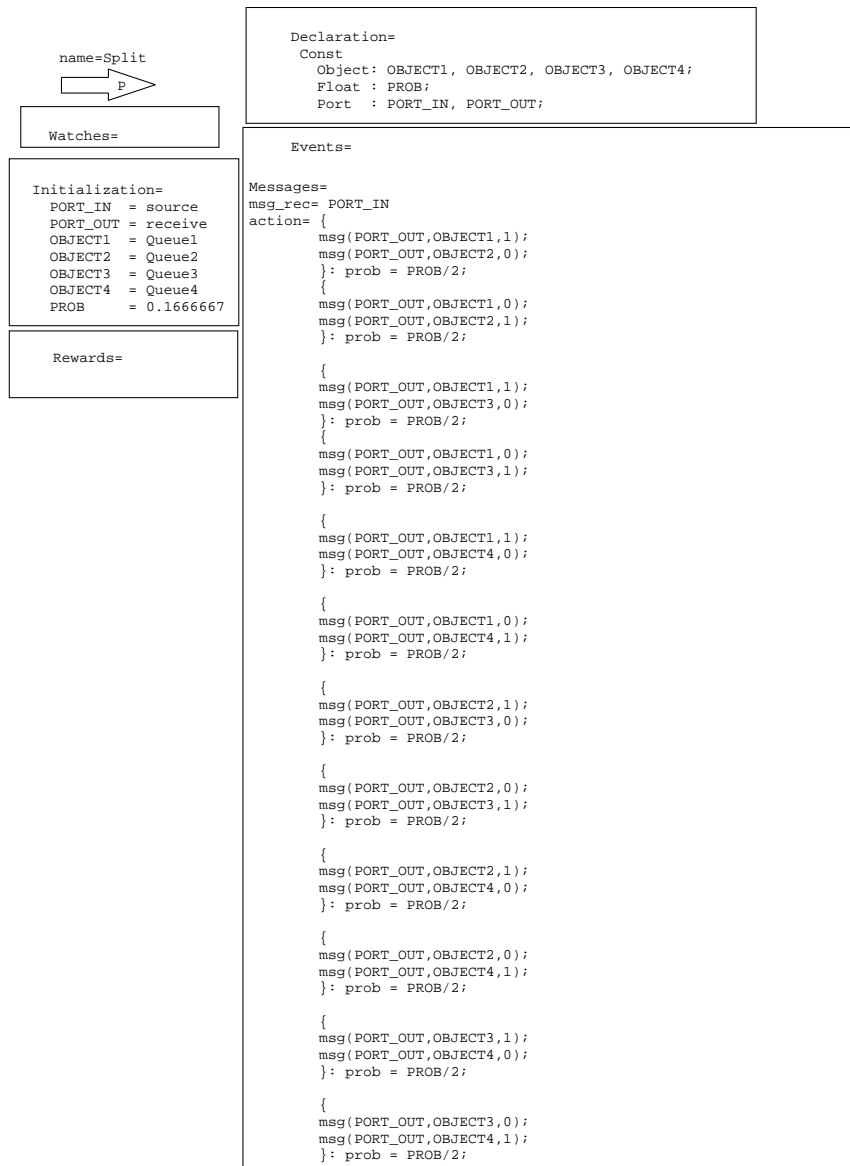 name=Split
P
Watches=
Initialization=
PORT_IN  = source
PORT_OUT = receive
OBJECT1  = Queue1
OBJECT2  = Queue2
OBJECT3  = Queue3
OBJECT4  = Queue4
PROB     = 0.1666667
Rewards=
Declaration=
Const
Object: OBJECT1, OBJECT2, OBJECT3, OBJECT4;
Float : PROB;
Port  : PORT_IN, PORT_OUT;
Events=
Messages=
msg_rec= PORT_IN
action= {
msg(PORT_OUT,OBJECT1,1);
msg(PORT_OUT,OBJECT2,0);
}: prob = PROB/2;
{
msg(PORT_OUT,OBJECT1,0);
msg(PORT_OUT,OBJECT2,1);
}: prob = PROB/2;
{
msg(PORT_OUT,OBJECT1,1);
msg(PORT_OUT,OBJECT3,0);
}: prob = PROB/2;
{
msg(PORT_OUT,OBJECT1,0);
msg(PORT_OUT,OBJECT3,1);
}: prob = PROB/2;
{
msg(PORT_OUT,OBJECT1,1);
msg(PORT_OUT,OBJECT4,0);
}: prob = PROB/2;
{
msg(PORT_OUT,OBJECT1,0);
msg(PORT_OUT,OBJECT4,1);
}: prob = PROB/2;
{
msg(PORT_OUT,OBJECT2,1);
msg(PORT_OUT,OBJECT3,0);
}: prob = PROB/2;
{
msg(PORT_OUT,OBJECT2,0);
msg(PORT_OUT,OBJECT3,1);
}: prob = PROB/2;
{
msg(PORT_OUT,OBJECT2,1);
msg(PORT_OUT,OBJECT4,0);
}: prob = PROB/2;
{
msg(PORT_OUT,OBJECT2,0);
msg(PORT_OUT,OBJECT4,1);
}: prob = PROB/2;
{
msg(PORT_OUT,OBJECT3,1);
msg(PORT_OUT,OBJECT4,0);
}: prob = PROB/2;
{
msg(PORT_OUT,OBJECT3,0);
msg(PORT_OUT,OBJECT4,1);
}: prob = PROB/2;